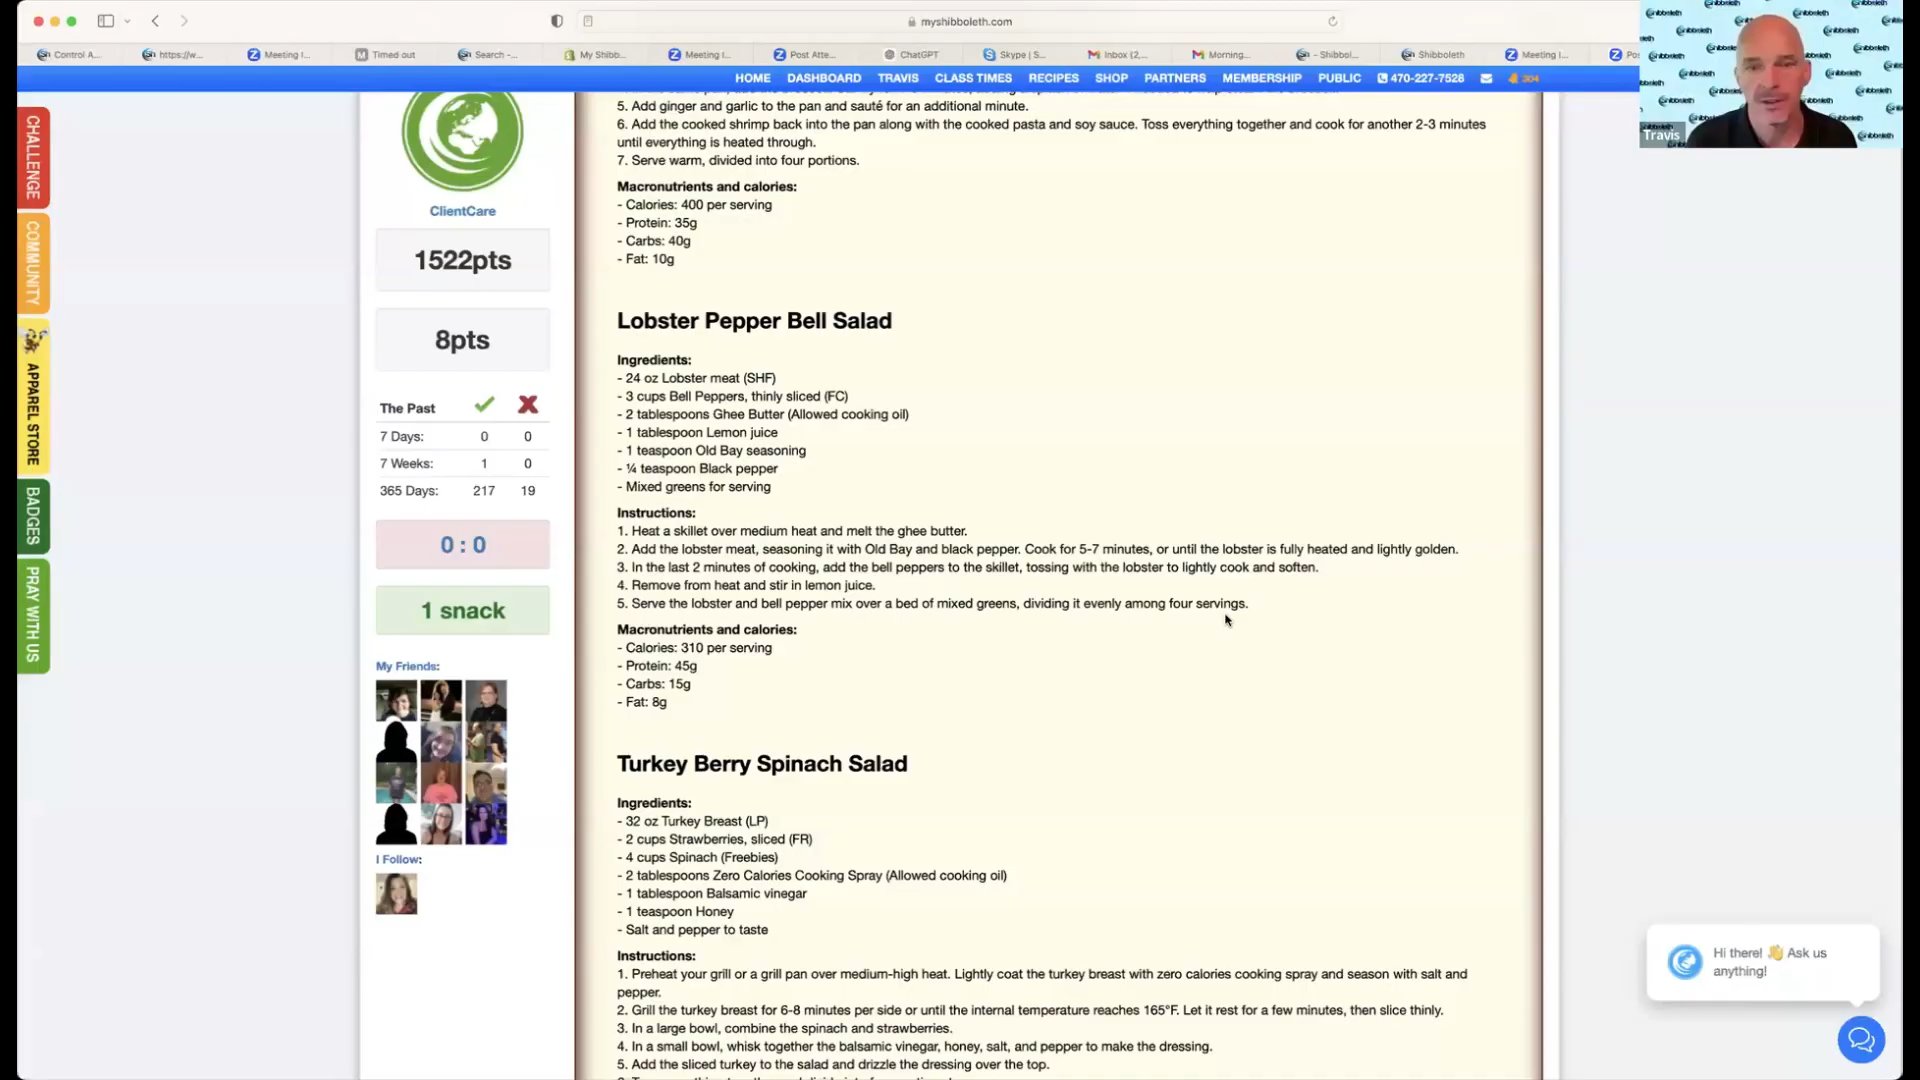 myshibboleth.com
Control A...
https://w...
Meeting I...
Timed out
Search -...
My Shibb...
Meeting I...
Post Atte...
ChatGPT
Skype | S...
Inbox (2,...
Morning...
- Shibbol...
Shibboleth
Meeting I...
HOME DASHBOARD TRAVIS CLASS TIMES RECIPES SHOP PARTNERS MEMBERSHIP PUBLIC 470-227-7528 304
Travis
CHALLENGE
COMMUNITY
APPAREL STORE
BADGES
PRAY WITH US
ClientCare
1522pts
8pts
The Past
7 Days: 0 0
7 Weeks: 1 0
365 Days: 217 19
0 : 0
1 snack
My Friends:
I Follow:
5. Add ginger and garlic to the pan and sauté for an additional minute.
6. Add the cooked shrimp back into the pan along with the cooked pasta and soy sauce. Toss everything together and cook for another 2-3 minutes
until everything is heated through.
7. Serve warm, divided into four portions.
Macronutrients and calories:
- Calories: 400 per serving
- Protein: 35g
- Carbs: 40g
- Fat: 10g
Lobster Pepper Bell Salad
Ingredients:
- 24 oz Lobster meat (SHF)
- 3 cups Bell Peppers, thinly sliced (FC)
- 2 tablespoons Ghee Butter (Allowed cooking oil)
- 1 tablespoon Lemon juice
- 1 teaspoon Old Bay seasoning
- ¼ teaspoon Black pepper
- Mixed greens for serving
Instructions:
1. Heat a skillet over medium heat and melt the ghee butter.
2. Add the lobster meat, seasoning it with Old Bay and black pepper. Cook for 5-7 minutes, or until the lobster is fully heated and lightly golden.
3. In the last 2 minutes of cooking, add the bell peppers to the skillet, tossing with the lobster to lightly cook and soften.
4. Remove from heat and stir in lemon juice.
5. Serve the lobster and bell pepper mix over a bed of mixed greens, dividing it evenly among four servings.
Macronutrients and calories:
- Calories: 310 per serving
- Protein: 45g
- Carbs: 15g
- Fat: 8g
Turkey Berry Spinach Salad
Ingredients:
- 32 oz Turkey Breast (LP)
- 2 cups Strawberries, sliced (FR)
- 4 cups Spinach (Freebies)
- 2 tablespoons Zero Calories Cooking Spray (Allowed cooking oil)
- 1 tablespoon Balsamic vinegar
- 1 teaspoon Honey
- Salt and pepper to taste
Instructions:
1. Preheat your grill or a grill pan over medium-high heat. Lightly coat the turkey breast with zero calories cooking spray and season with salt and
pepper.
2. Grill the turkey breast for 6-8 minutes per side or until the internal temperature reaches 165°F. Let it rest for a few minutes, then slice thinly.
3. In a large bowl, combine the spinach and strawberries.
4. In a small bowl, whisk together the balsamic vinegar, honey, salt, and pepper to make the dressing.
5. Add the sliced turkey to the salad and drizzle the dressing over the top.
Hi there! 👋 Ask us
anything!